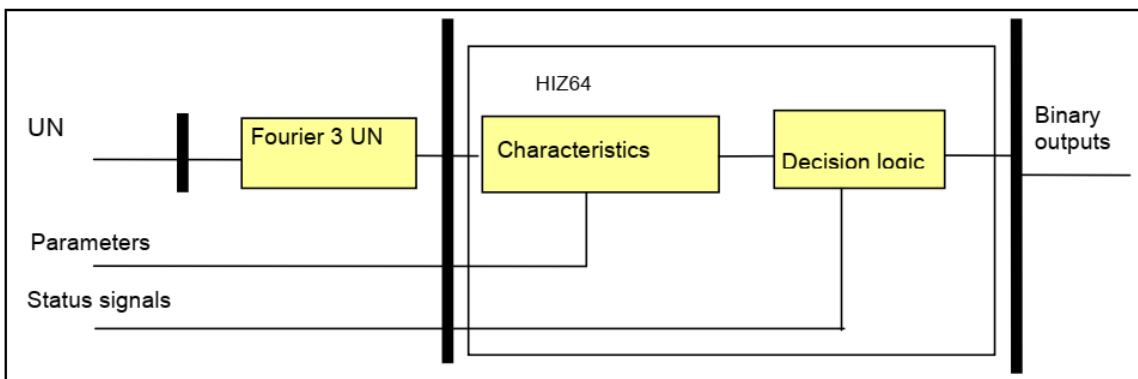 HIZ64
UN
Fourier 3 UN
Characteristics
Decision logic
Binary
outputs
Parameters
Status signals